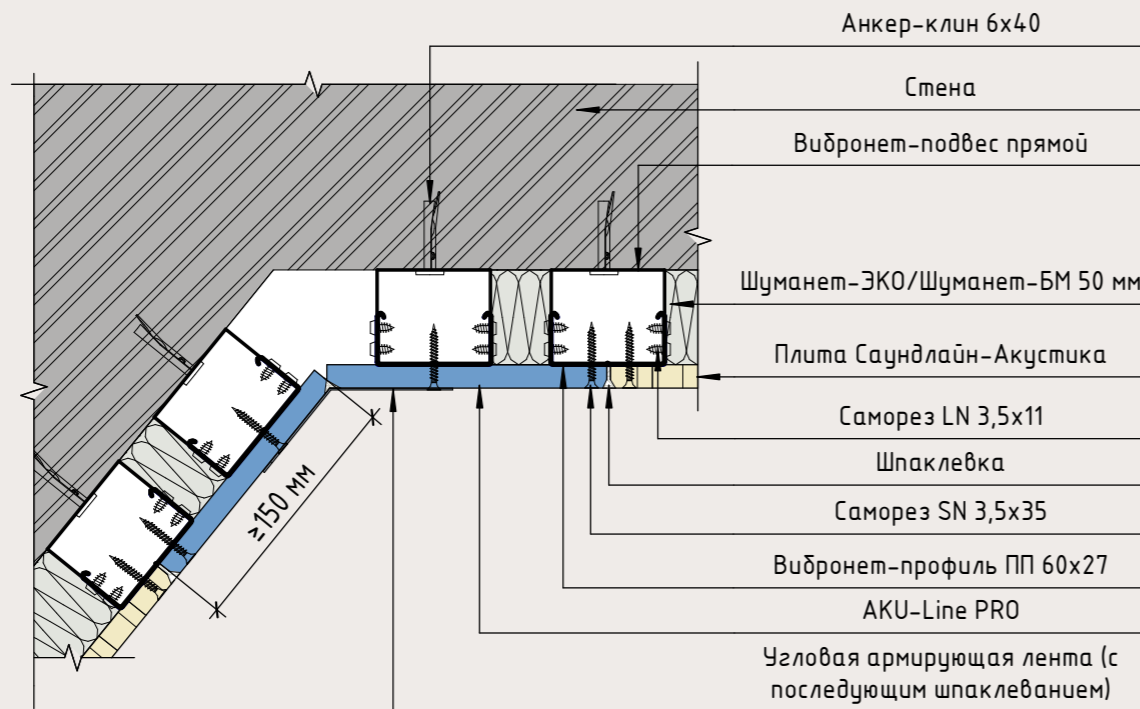 Анкер-клин 6х40
Стена
Вибронет-подвес прямой
Шуманет-ЭКО/Шуманет-БМ 50 мм
Плита Саундлайн-Акустика
Саморез LN 3,5х11
Шпаклевка
Саморез SN 3,5х35
Вибронет-профиль ПП 60х27
AKU-Line PRO
Угловая армирующая лента (с
последующим шпаклеванием)
≥150 мм